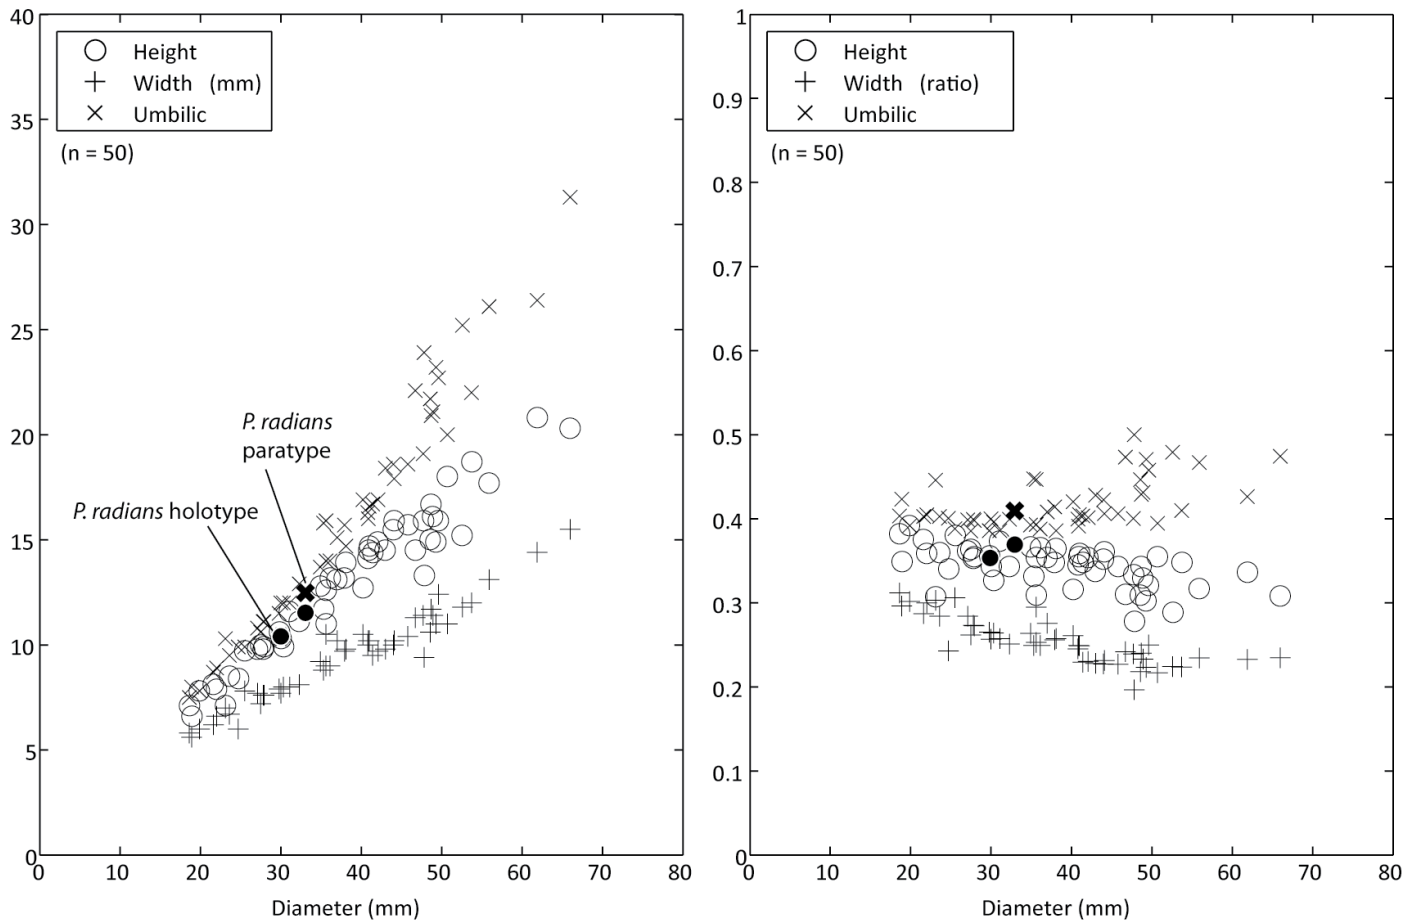 40
35
30
25
20
15
10
5
0
Height
Width (mm)
Umbilic
(n = 50)
P. radians
paratype
P. radians holotype
0 10 20 30 40 50 60 70 80
Diameter (mm)
1
0.9
0.8
0.7
0.6
0.5
0.4
0.3
0.2
0.1
0
Height
Width (ratio)
Umbilic
(n = 50)
0 10 20 30 40 50 60 70 80
Diameter (mm)